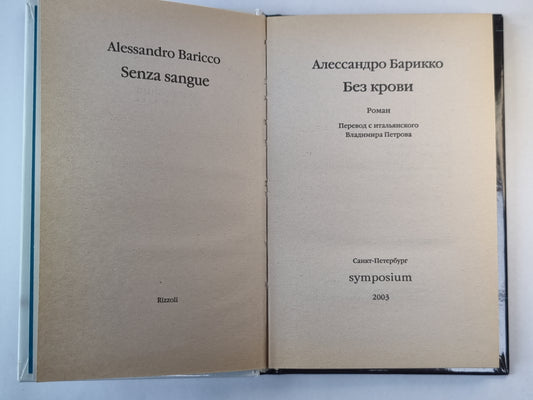 Alessandro Baricco
Senza sangue
Rizzoli
Алессандро Барикко
Без крови
Роман
Перевод с итальянского
Владимира Петрова
Санкт-Петербург
symposium
2003